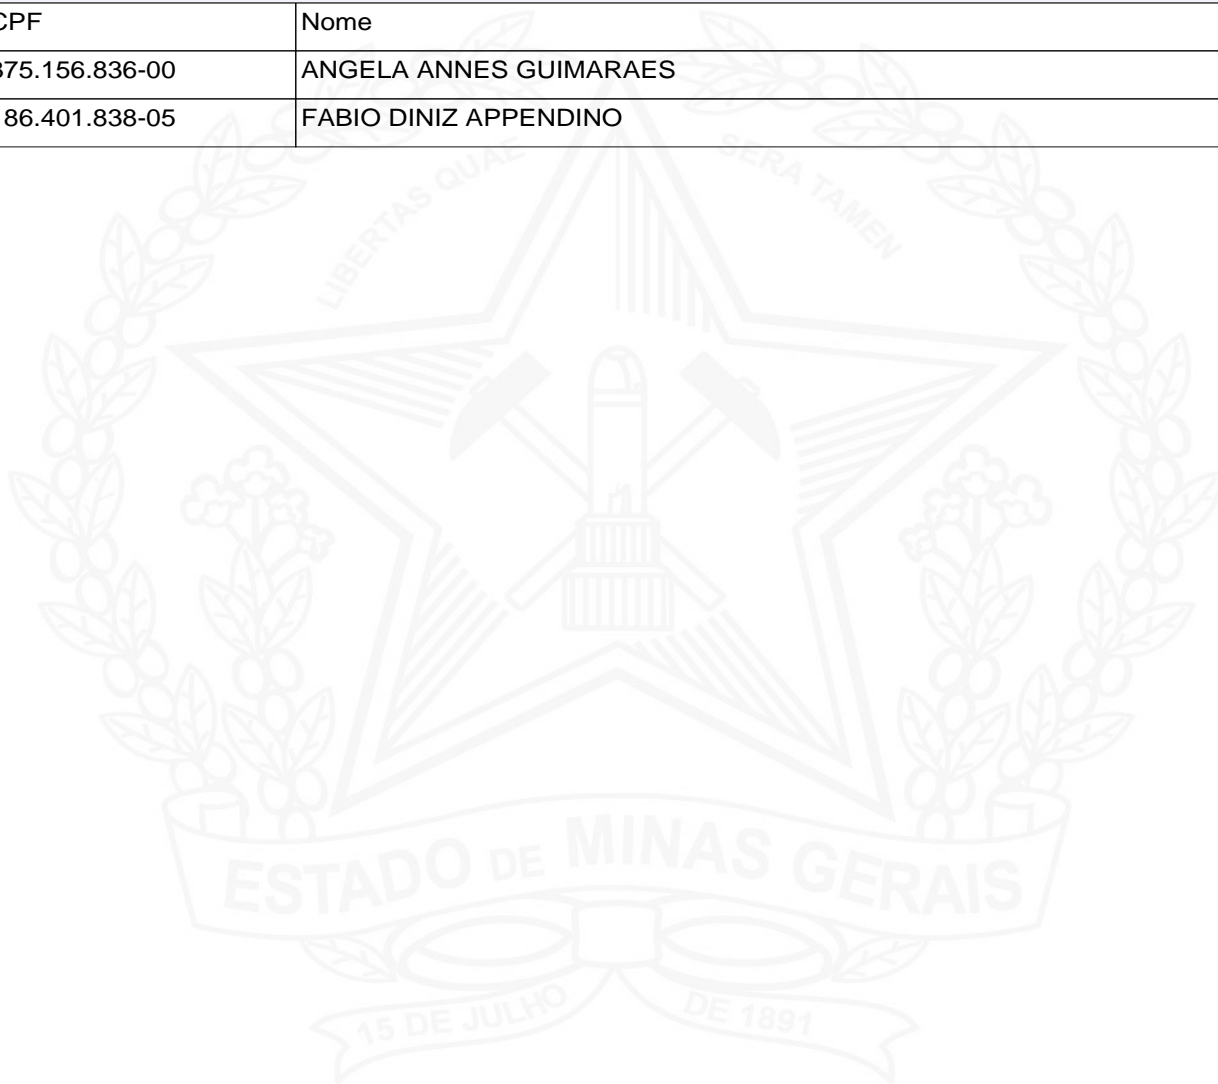 CPF Nome
875.156.836-00 ANGELA ANNES GUIMARAES
86.401.838-05 FABIO DINIZ APPENDINO
LIBERTAS QUAE SERA TAMEN
ESTADO DE MINAS GERAIS
15 DE JULHO DE 1891